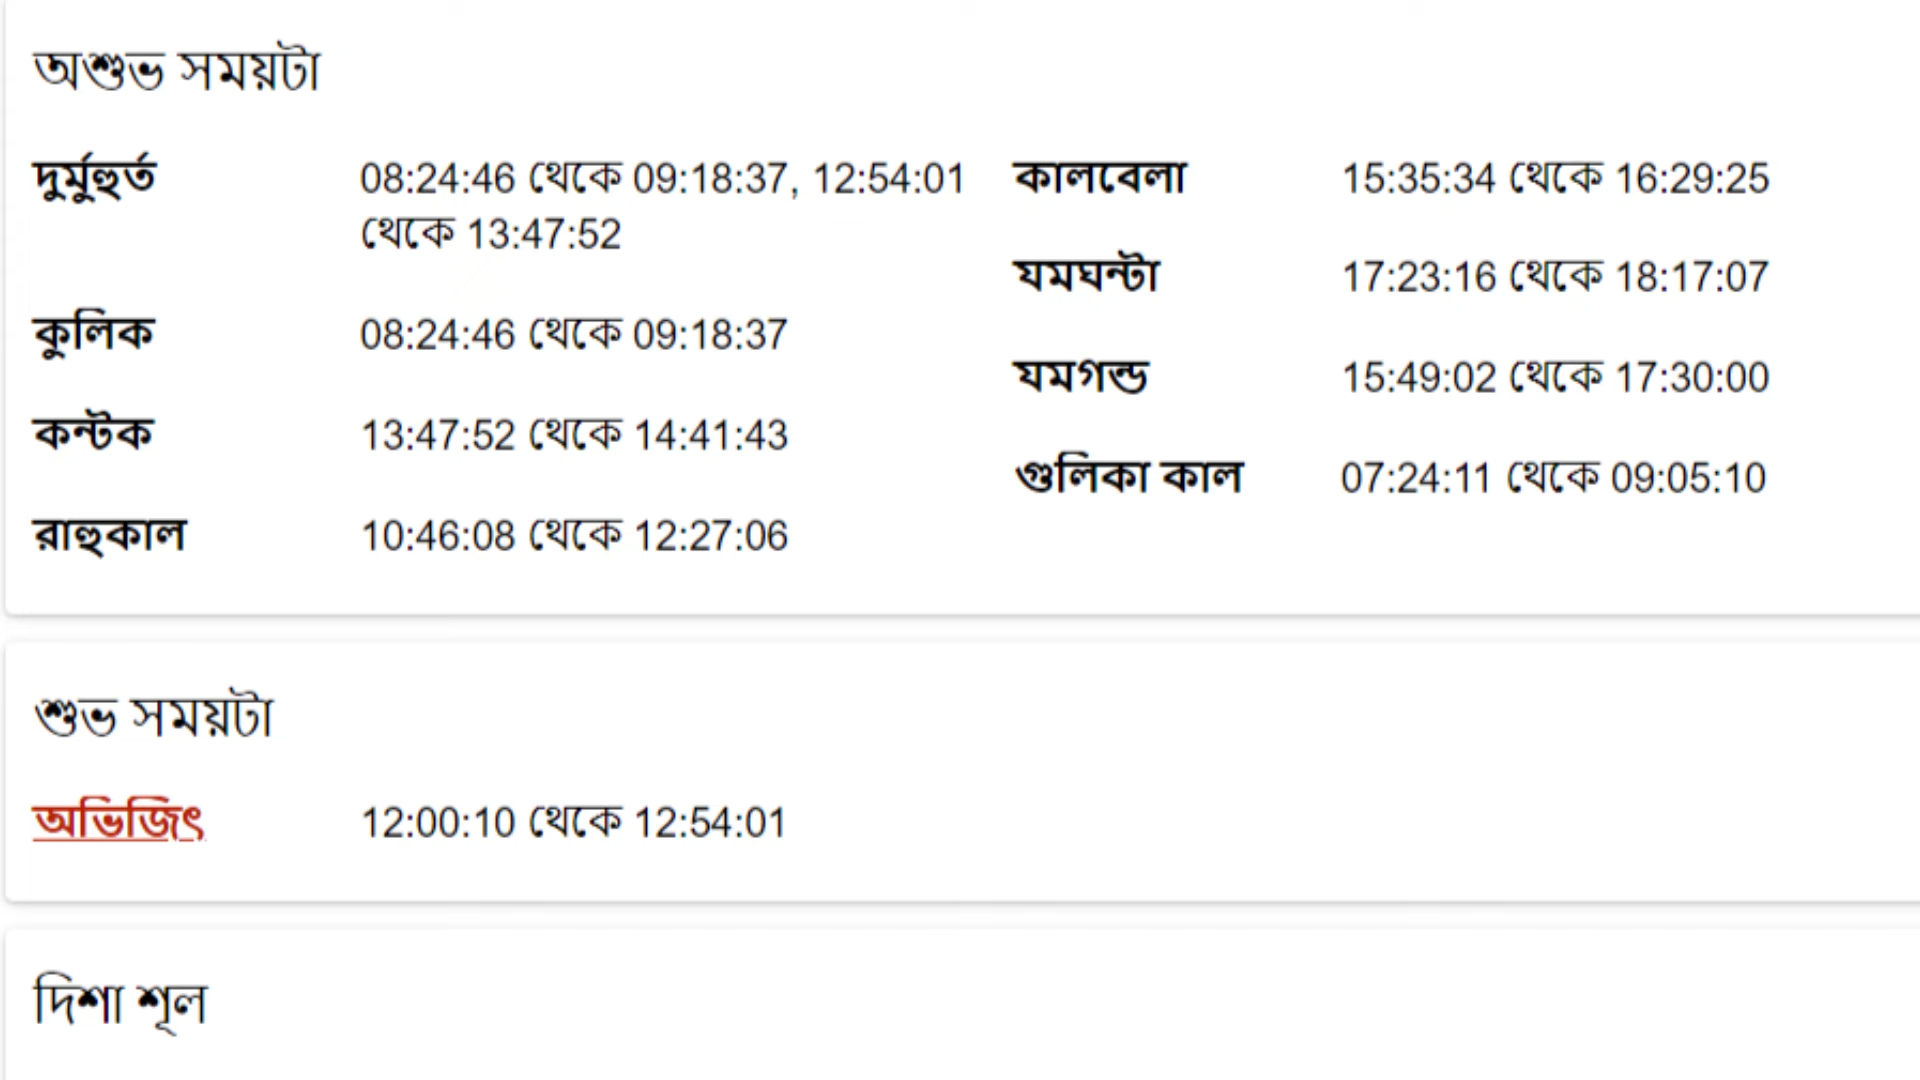 অশুভ সময়টা
দুর্মুহুর্ত 08:24:46 থেকে 09:18:37, 12:54:01
থেকে 13:47:52
কুলিক 08:24:46 থেকে 09:18:37
কন্টক 13:47:52 থেকে 14:41:43
রাহুকাল 10:46:08 থেকে 12:27:06
কালবেলা 15:35:34 থেকে 16:29:25
যমঘন্টা 17:23:16 থেকে 18:17:07
যমগন্ড 15:49:02 থেকে 17:30:00
গুলিকা কাল 07:24:11 থেকে 09:05:10
শুভ সময়টা
অভিজিৎ 12:00:10 থেকে 12:54:01
দিশা শূল